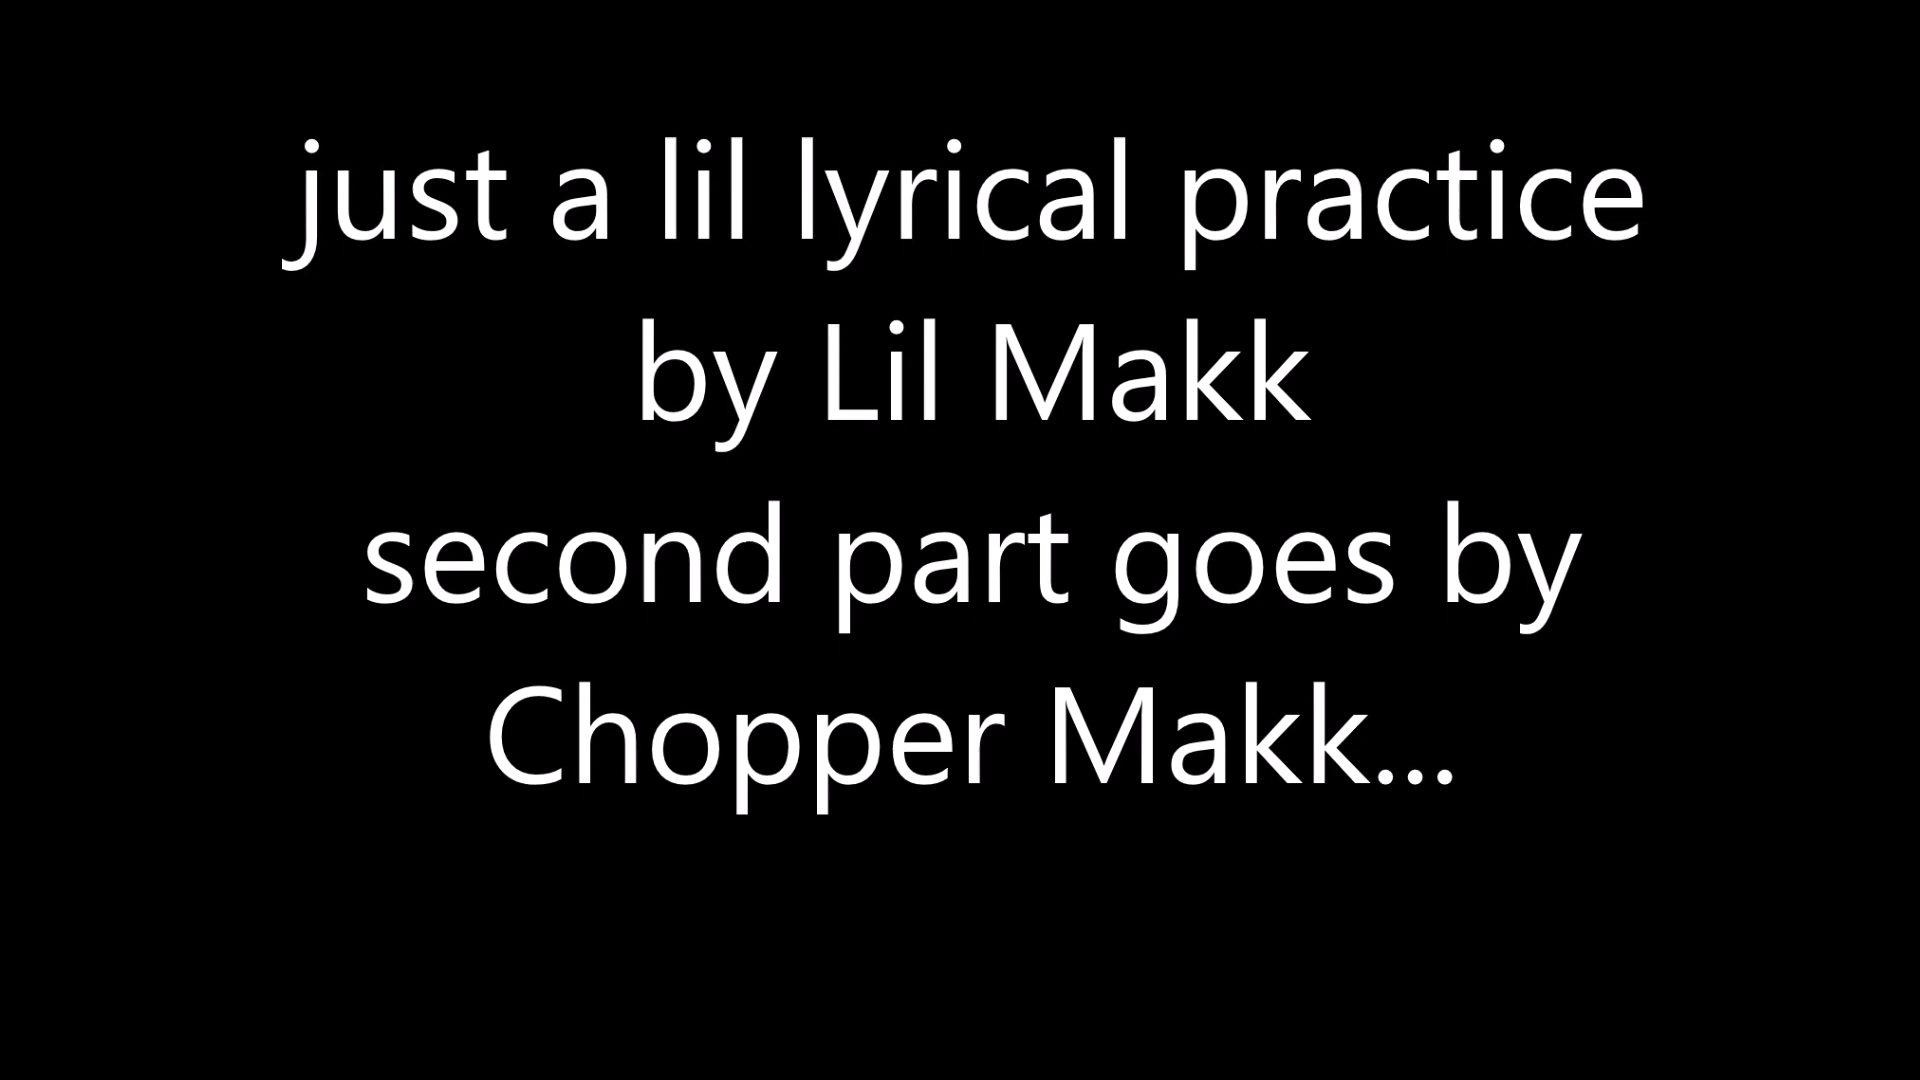 just a lil lyrical practice
by Lil Makk
second part goes by
Chopper Makk...